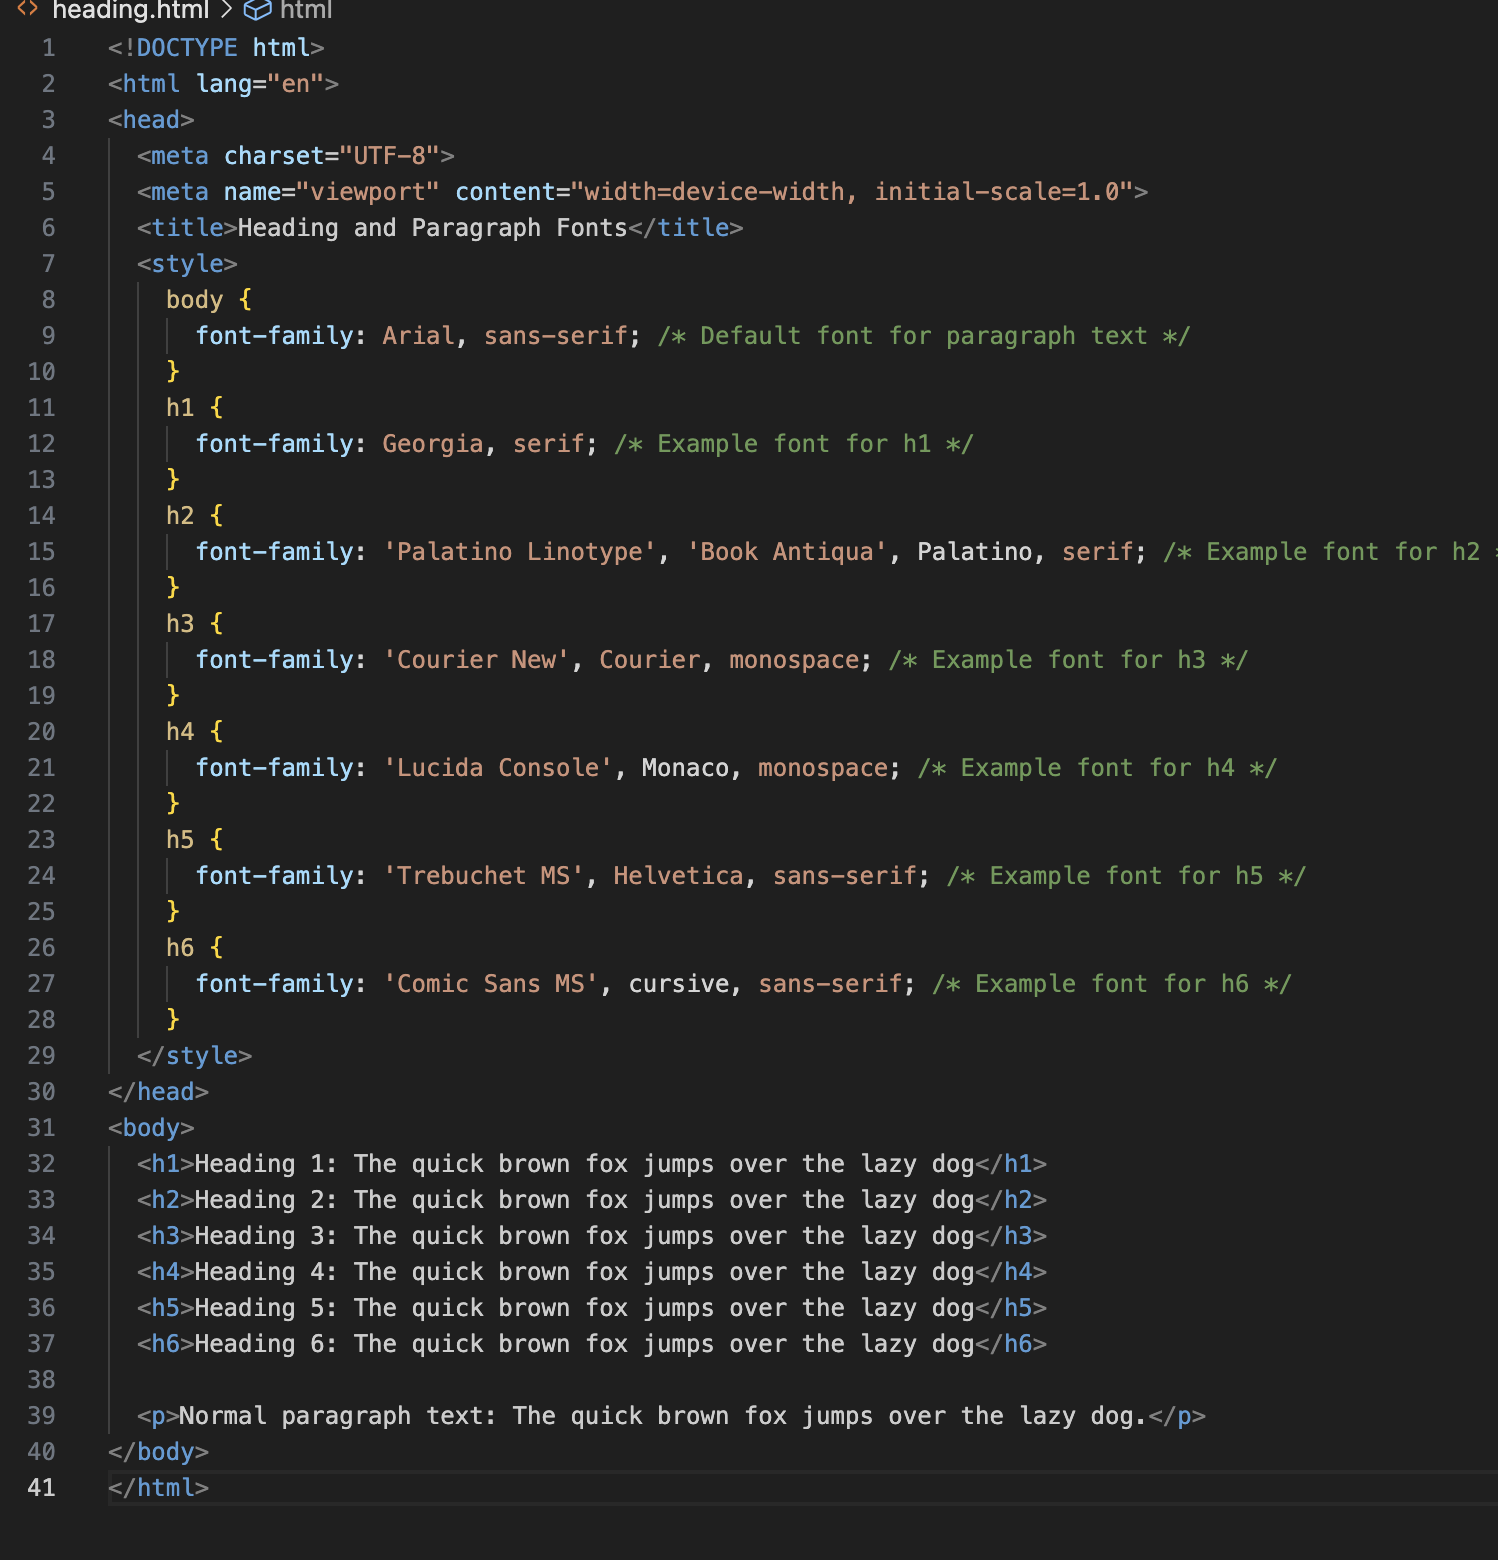 heading.html > html
1 <!DOCTYPE html>
2 <html lang="en">
3 <head>
4   <meta charset="UTF-8">
5   <meta name="viewport" content="width=device-width, initial-scale=1.0">
6   <title>Heading and Paragraph Fonts</title>
7   <style>
8     body {
9       font-family: Arial, sans-serif; /* Default font for paragraph text */
10     }
11     h1 {
12       font-family: Georgia, serif; /* Example font for h1 */
13     }
14     h2 {
15       font-family: 'Palatino Linotype', 'Book Antiqua', Palatino, serif; /* Example font for h2 *
16     }
17     h3 {
18       font-family: 'Courier New', Courier, monospace; /* Example font for h3 */
19     }
20     h4 {
21       font-family: 'Lucida Console', Monaco, monospace; /* Example font for h4 */
22     }
23     h5 {
24       font-family: 'Trebuchet MS', Helvetica, sans-serif; /* Example font for h5 */
25     }
26     h6 {
27       font-family: 'Comic Sans MS', cursive, sans-serif; /* Example font for h6 */
28     }
29   </style>
30 </head>
31 <body>
32   <h1>Heading 1: The quick brown fox jumps over the lazy dog</h1>
33   <h2>Heading 2: The quick brown fox jumps over the lazy dog</h2>
34   <h3>Heading 3: The quick brown fox jumps over the lazy dog</h3>
35   <h4>Heading 4: The quick brown fox jumps over the lazy dog</h4>
36   <h5>Heading 5: The quick brown fox jumps over the lazy dog</h5>
37   <h6>Heading 6: The quick brown fox jumps over the lazy dog</h6>
38
39   <p>Normal paragraph text: The quick brown fox jumps over the lazy dog.</p>
40 </body>
41 </html>